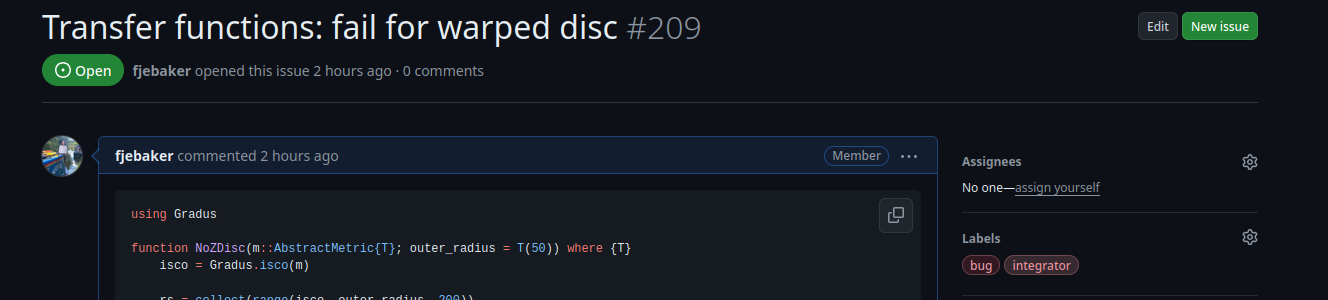 Transfer functions: fail for warped disc #209
Edit
New issue
Open
fjebaker opened this issue 2 hours ago · 0 comments
fjebaker commented 2 hours ago
Member
Assignees
No one—assign yourself
using Gradus
Labels
function NoZDisc(m::AbstractMetric{T}; outer_radius = T(50)) where {T}
isco = Gradus.isco(m)
bug
integrator
rs = collect(range(isco, outer_radius, 200))